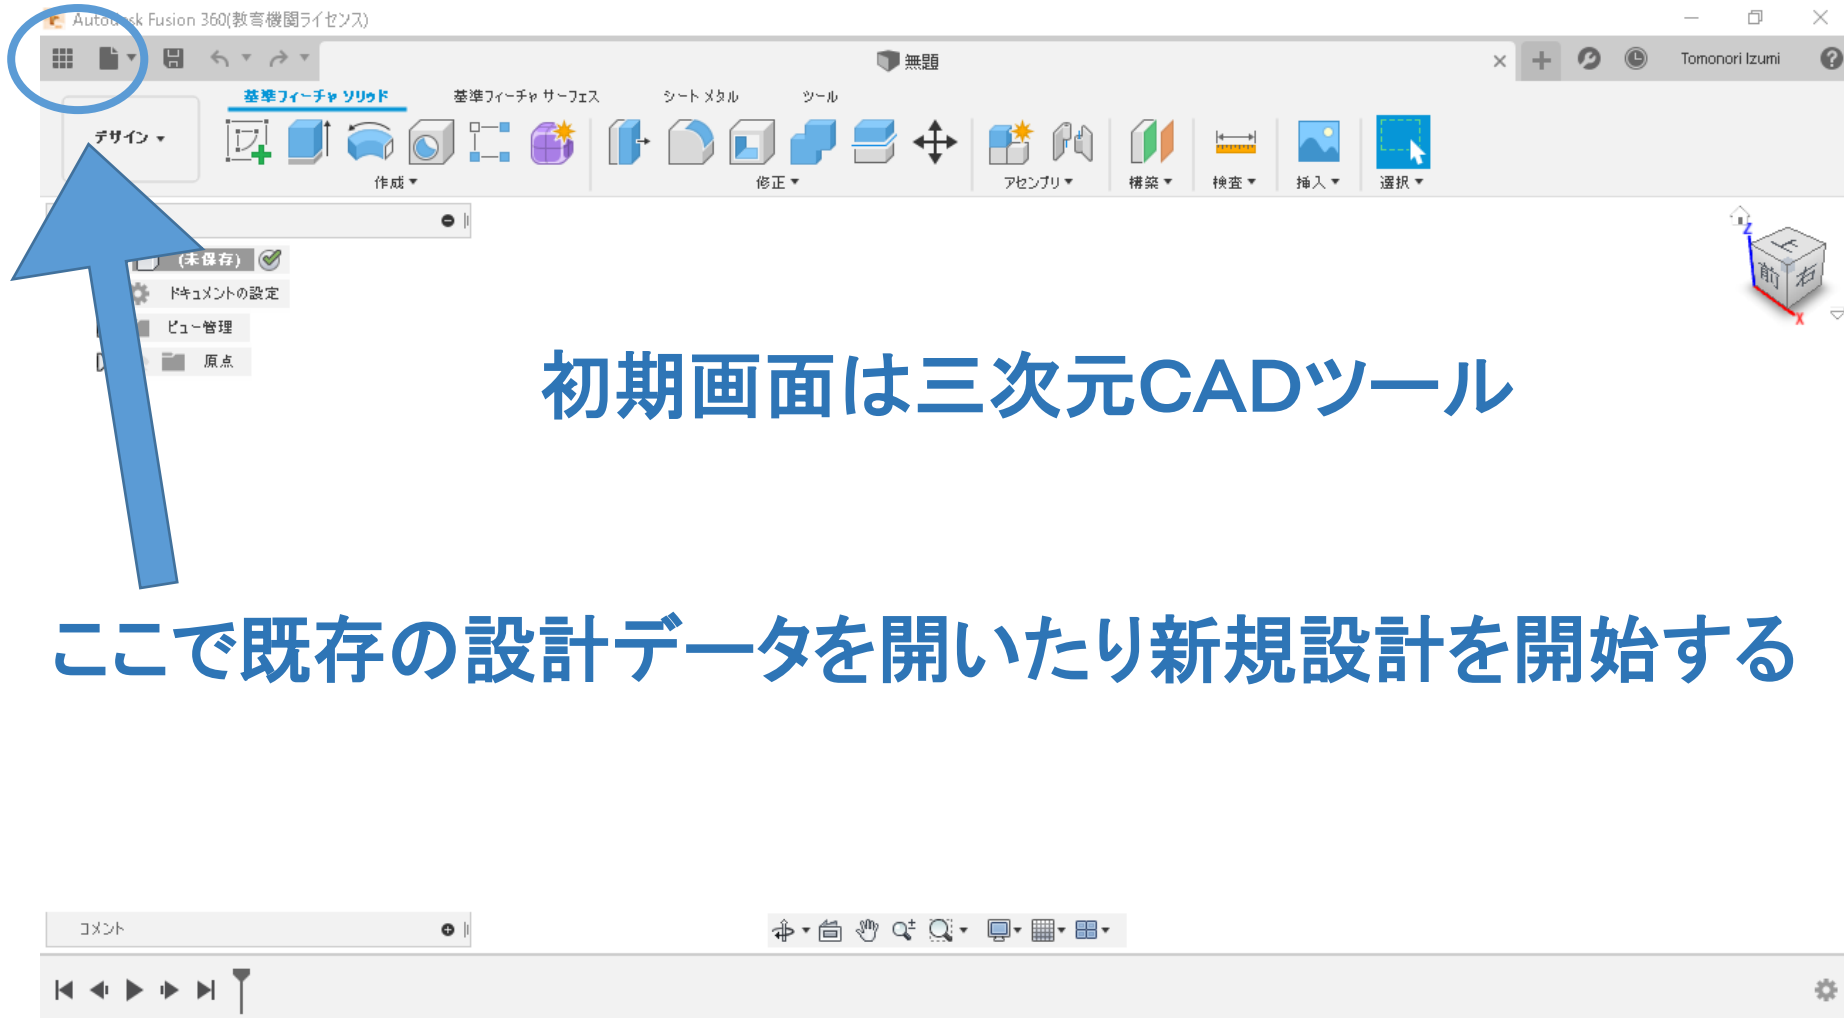 Autodesk Fusion 360(教育機関ライセンス)
無題
Tomonori Izumi
基準フィーチャ ソリッド 基準フィーチャ サーフェス シート メタル ツール
デザイン
作成 修正 アセンブリ 構築 検査 挿入 選択
(未保存)
ドキュメントの設定
ビュー管理
原点
Z
上
前 右
X
初期画面は三次元CADツール
ここで既存の設計データを開いたり新規設計を開始する
コメント